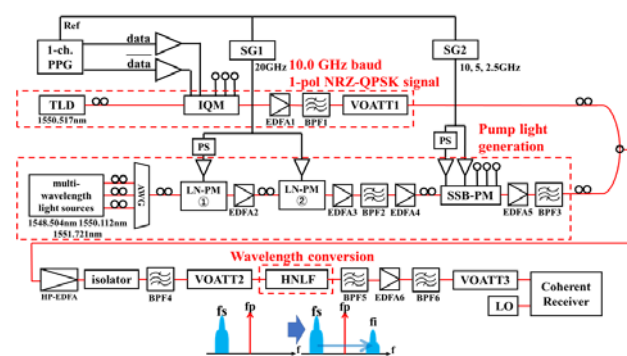 Ref
1-ch.
PPG
data
data
SG1
20GHz
SG2
10, 5, 2.5GHz
10.0 GHz baud
1-pol NRZ-QPSK signal
TLD
1550.517nm
IQM
EDFA1
BPF1
VOATT1
PS
PS
Pump light
generation
multi-
wavelength
light sources
1548.504nm 1550.112nm
1551.721nm
AWG
LN-PM
①
EDFA2
LN-PM
②
EDFA3
BPF2
EDFA4
SSB-PM
EDFA5
BPF3
Wavelength conversion
HP-EDFA
isolator
BPF4
VOATT2
HNLF
BPF5
EDFA6
BPF6
VOATT3
LO
Coherent
Receiver
fs
fp
f
fs
fp
fi
f